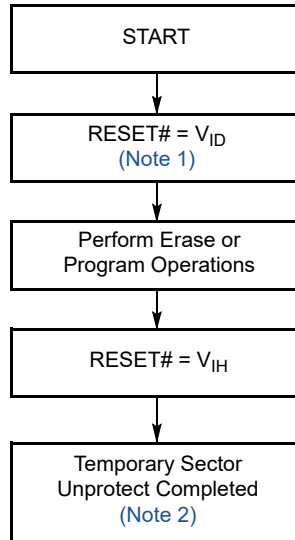 START
RESET# = VID
(Note 1)
Perform Erase or
Program Operations
RESET# = VIH
Temporary Sector
Unprotect Completed
(Note 2)